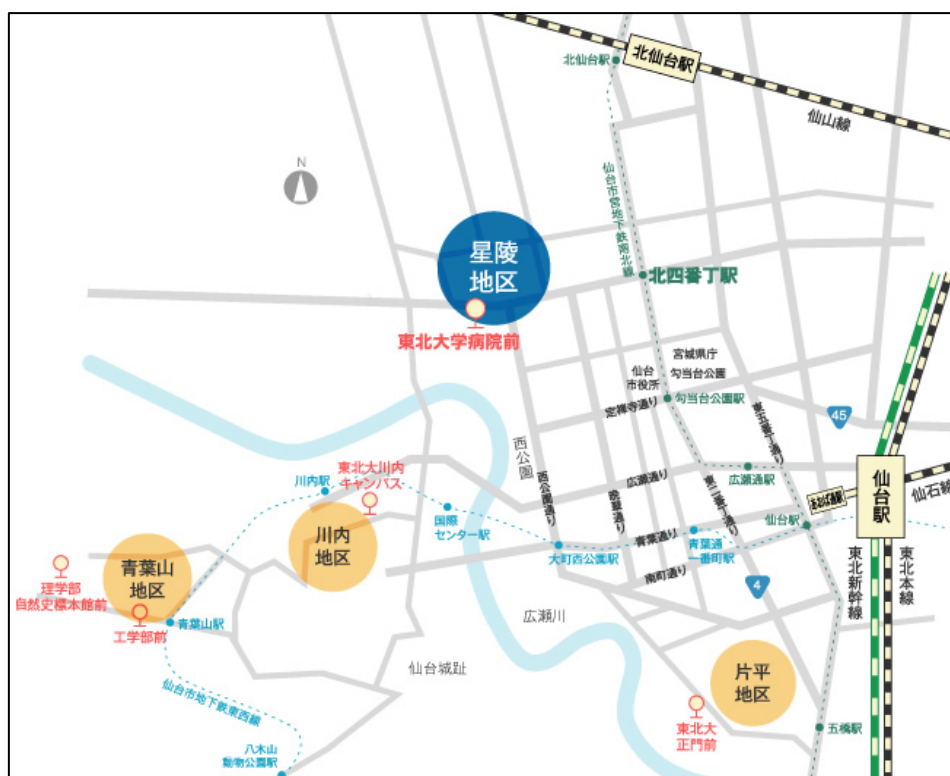 北仙台駅
北仙台駅
仙山線
N
仙台市営地下鉄南北線
星陵
地区
北四番丁駅
東北大学病院前
宮城県庁
仙台
市役所
勾当台公園
定禅寺通り
勾当台公園駅
東五番丁通り
45
西公園
西公園通り
晩翠通り
広瀬通り
東二番丁通り
広瀬通駅
あおば通駅
仙台駅
仙石線
東北大川内
キャンパス
川内駅
国際
センター駅
川内
地区
仙台駅
青葉通り
青葉通
一番町駅
大町西公園駅
南町通り
4
東北新幹線
東北本線
青葉山
地区
理学部
自然史標本館前
工学部前
青葉山駅
広瀬川
仙台城趾
仙台市地下鉄東西線
片平
地区
東北大
正門前
五橋駅
八木山
動物公園駅